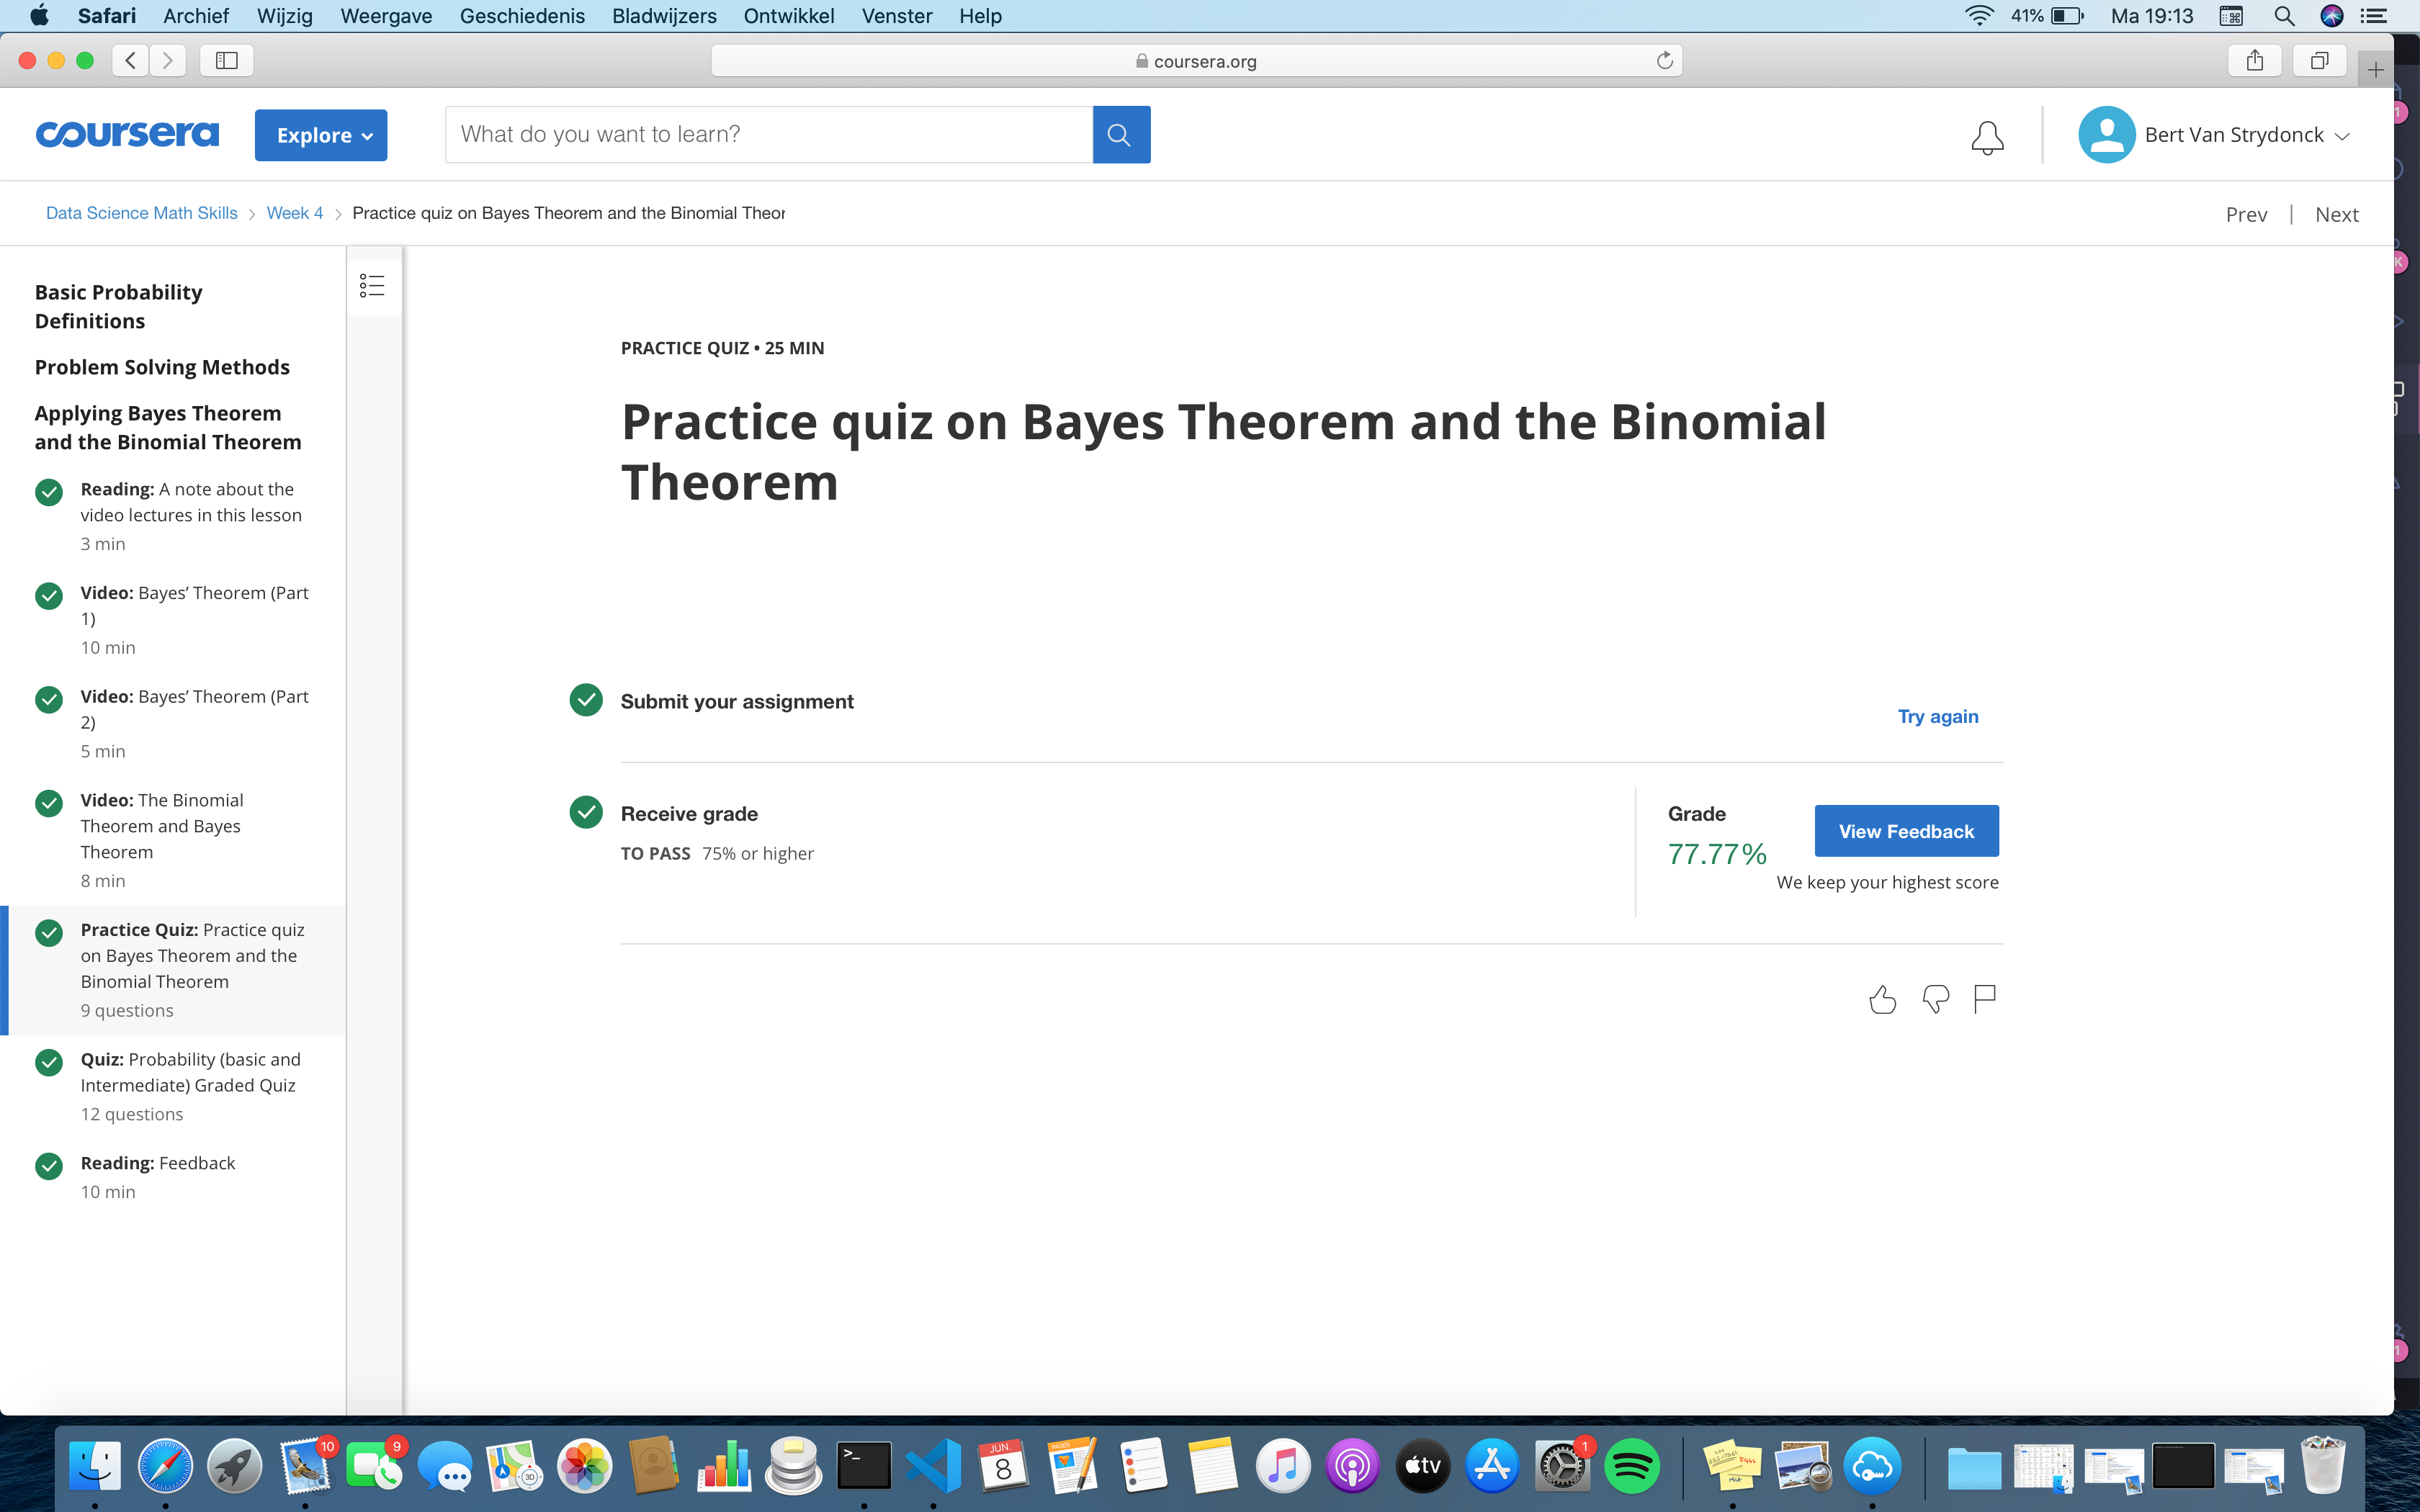 Safari Archief Wijzig Weergave Geschiedenis Bladwijzers Ontwikkel Venster Help 41% Ma 19:13
coursera.org
coursera Explore What do you want to learn? Bert Van Strydonck
Data Science Math Skills > Week 4 > Practice quiz on Bayes Theorem and the Binomial Theor Prev | Next
Basic Probability
Definitions
Problem Solving Methods
Applying Bayes Theorem
and the Binomial Theorem
Reading: A note about the
video lectures in this lesson
3 min
Video: Bayes’ Theorem (Part
1)
10 min
Video: Bayes’ Theorem (Part
2)
5 min
Video: The Binomial
Theorem and Bayes
Theorem
8 min
Practice Quiz: Practice quiz
on Bayes Theorem and the
Binomial Theorem
9 questions
Quiz: Probability (basic and
Intermediate) Graded Quiz
12 questions
Reading: Feedback
10 min
PRACTICE QUIZ • 25 MIN
Practice quiz on Bayes Theorem and the Binomial
Theorem
Submit your assignment
Try again
Receive grade
TO PASS 75% or higher
Grade
77.77%
View Feedback
We keep your highest score
1
K
1
10
9
3D
>_
JUN.
8
PAGES
tv
1